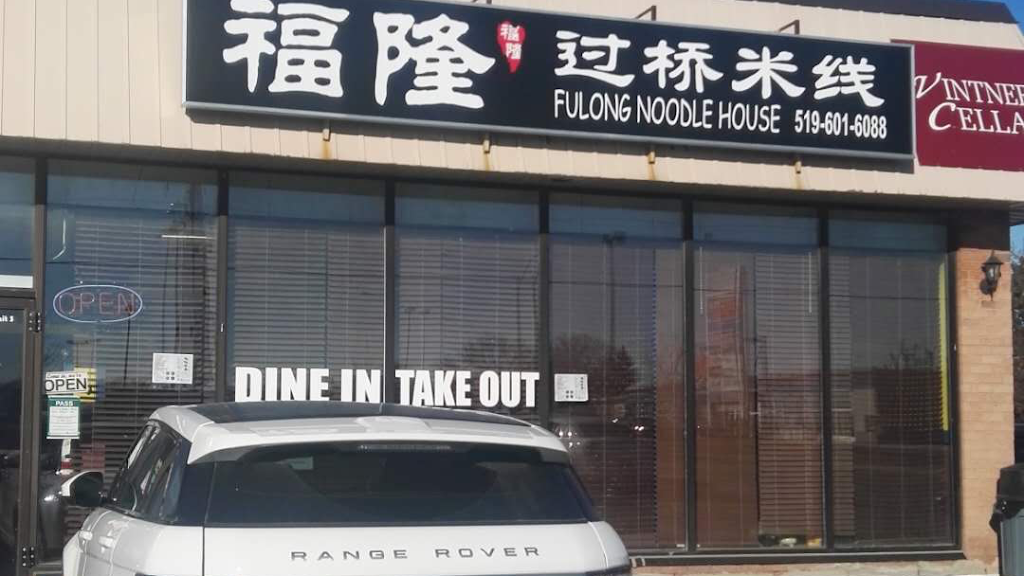 福隆
福隆
过桥米线
FULONG NOODLE HOUSE 519-601-6088
VINTNER
CELLA
OPEN
OPEN
PASS
DINE IN TAKE OUT
RANGE ROVER